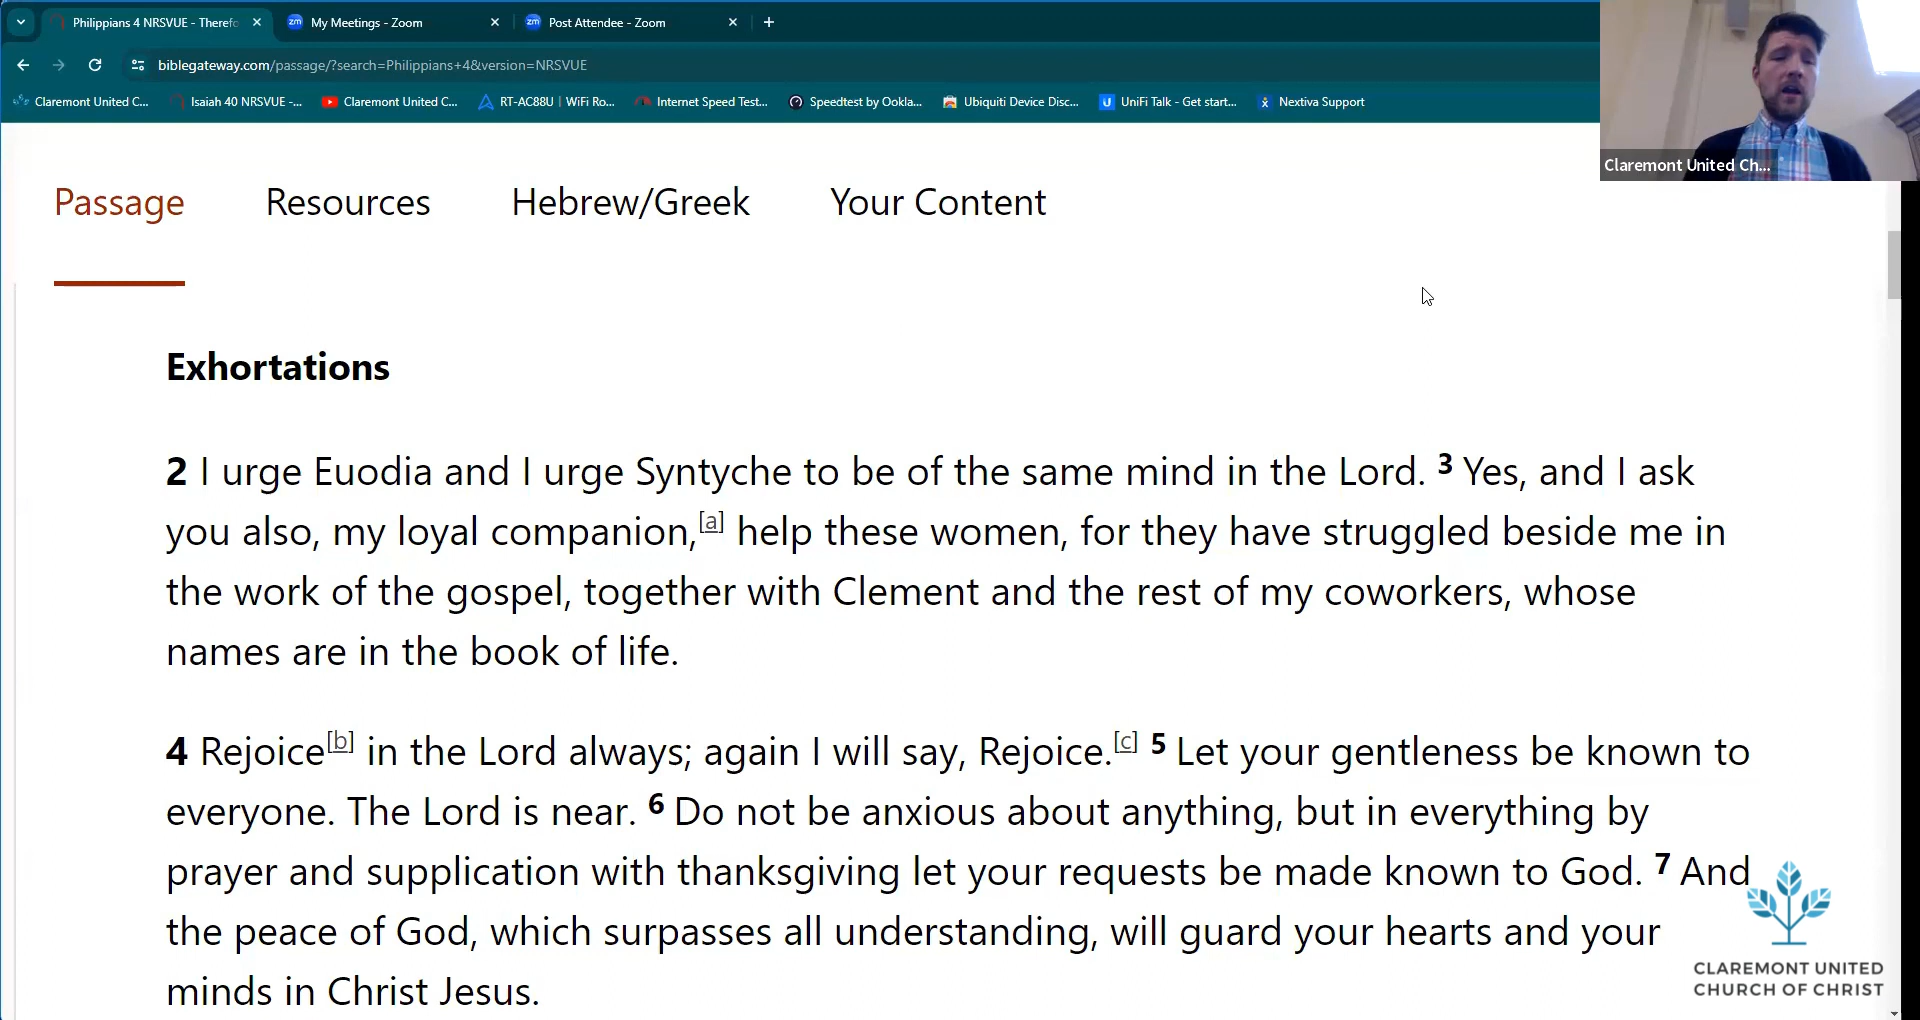 Philippians 4 NRSVUE - Therefo
My Meetings - Zoom
Post Attendee - Zoom
biblegateway.com/passage/?search=Philippians+4&version=NRSVUE
Claremont United C...
Isaiah 40 NRSVUE -...
Claremont United C...
RT-AC88U | WiFi Ro...
Internet Speed Test...
Speedtest by Ookla...
Ubiquiti Device Disc...
UniFi Talk - Get start...
Nextiva Support
Claremont United Ch...
Passage
Resources
Hebrew/Greek
Your Content
Exhortations
2 I urge Euodia and I urge Syntyche to be of the same mind in the Lord. 3 Yes, and I ask
you also, my loyal companion,[a] help these women, for they have struggled beside me in
the work of the gospel, together with Clement and the rest of my coworkers, whose
names are in the book of life.
4 Rejoice[b] in the Lord always; again I will say, Rejoice.[c] 5 Let your gentleness be known to
everyone. The Lord is near. 6 Do not be anxious about anything, but in everything by
prayer and supplication with thanksgiving let your requests be made known to God. 7 And
the peace of God, which surpasses all understanding, will guard your hearts and your
minds in Christ Jesus.
CLAREMONT UNITED
CHURCH OF CHRIST